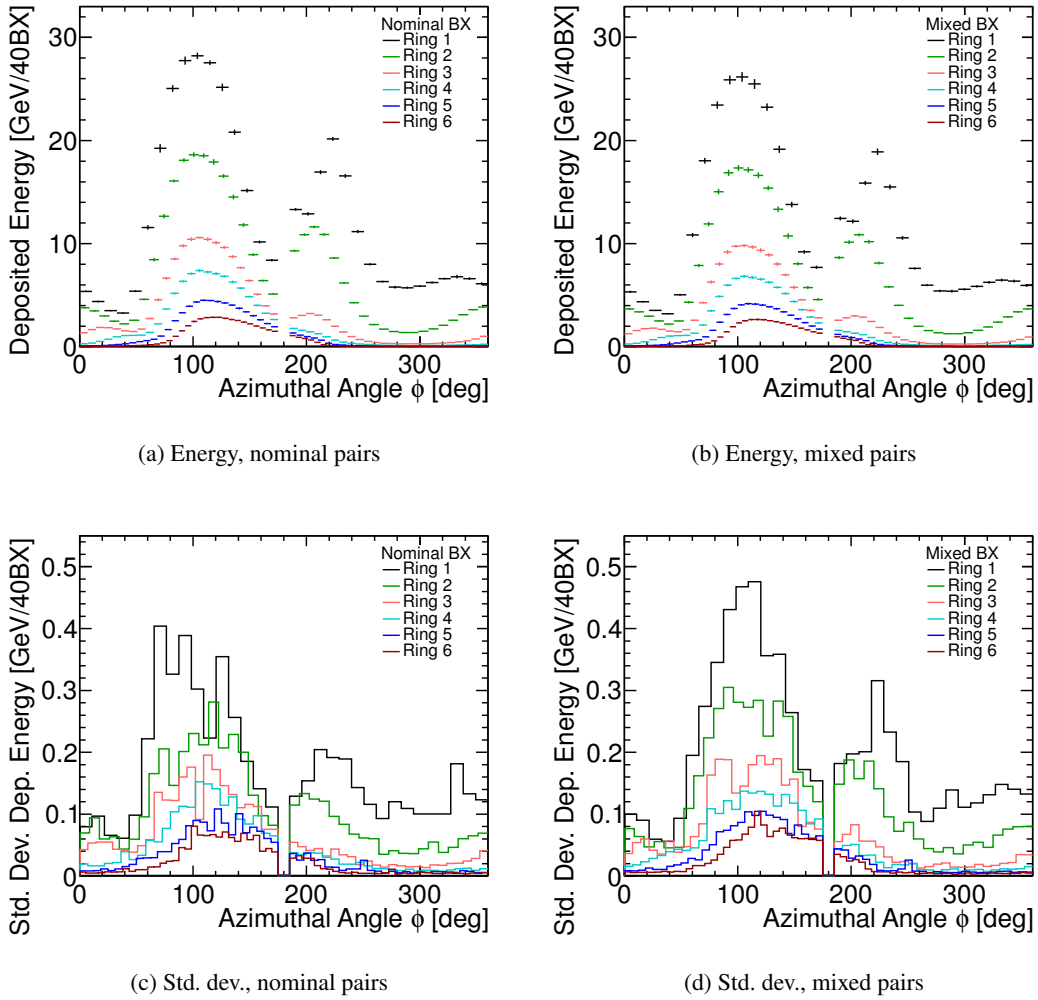 Deposited Energy [GeV/40BX]
30
20
10
0
0 100 200 300
Azimuthal Angle ϕ [deg]
Nominal BX
Ring 1
Ring 2
Ring 3
Ring 4
Ring 5
Ring 6
(a) Energy, nominal pairs
Deposited Energy [GeV/40BX]
30
20
10
0
0 100 200 300
Azimuthal Angle ϕ [deg]
Mixed BX
Ring 1
Ring 2
Ring 3
Ring 4
Ring 5
Ring 6
(b) Energy, mixed pairs
Std. Dev. Dep. Energy [GeV/40BX]
0.5
0.4
0.3
0.2
0.1
0
0 100 200 300
Azimuthal Angle ϕ [deg]
Nominal BX
Ring 1
Ring 2
Ring 3
Ring 4
Ring 5
Ring 6
(c) Std. dev., nominal pairs
Std. Dev. Dep. Energy [GeV/40BX]
0.5
0.4
0.3
0.2
0.1
0
0 100 200 300
Azimuthal Angle ϕ [deg]
Mixed BX
Ring 1
Ring 2
Ring 3
Ring 4
Ring 5
Ring 6
(d) Std. dev., mixed pairs